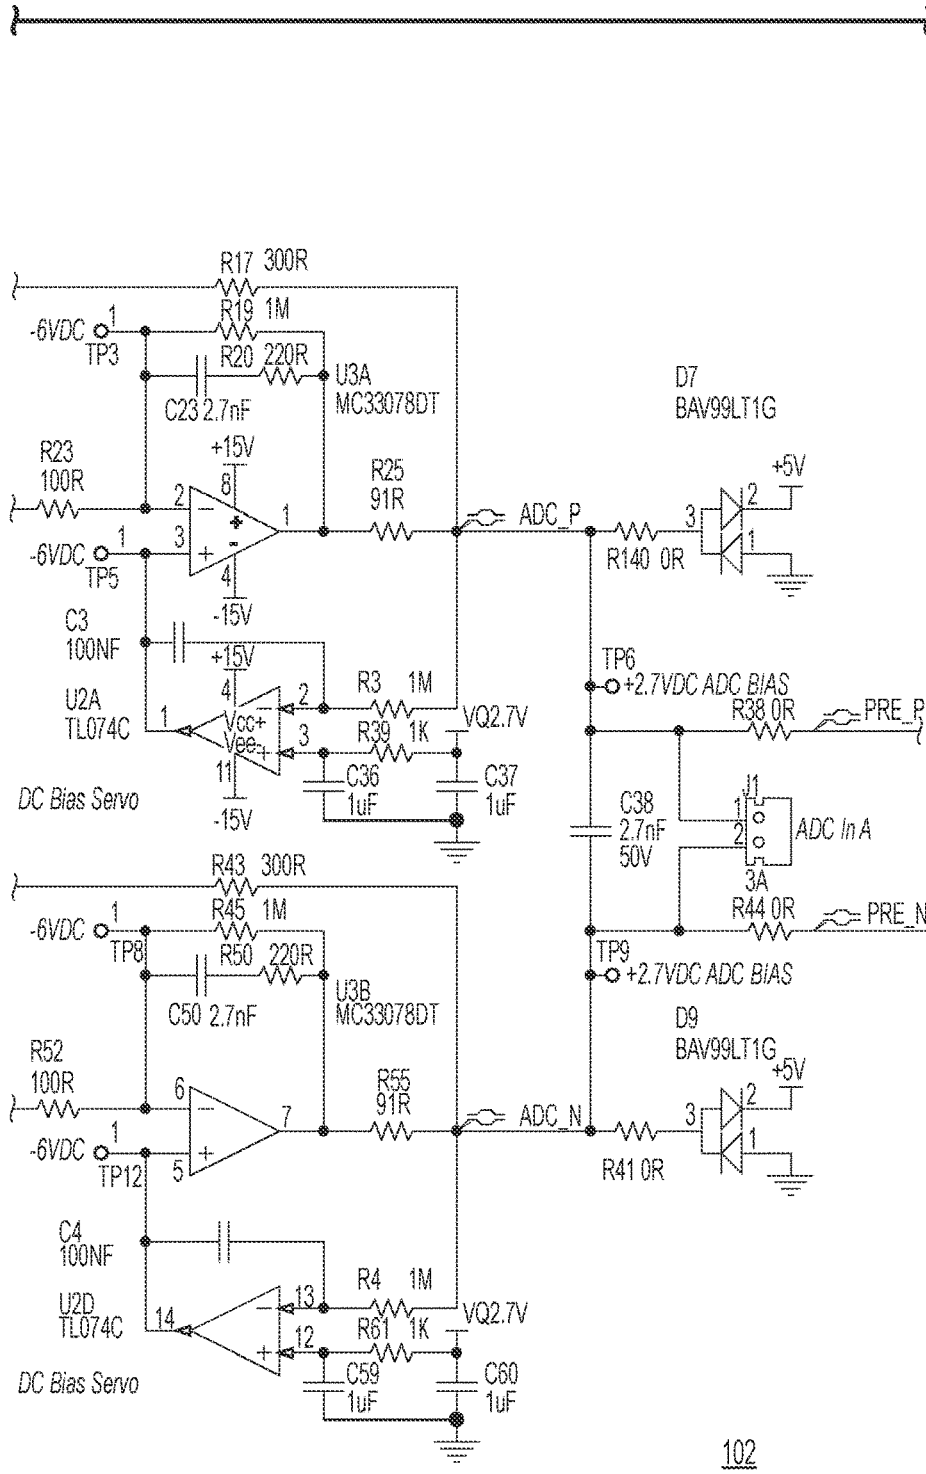 R17 300R
R19 1M
-6VDC 1
TP3
R20 220R
U3A
MC33078DT
C23 2.7nF
D7
BAV99LT1G
R23
100R
+15V
8
R25
91R
+5V
2
-
+
-
1
ADC_P
3
2
1
-6VDC 1
TP5
3
+
4
-15V
R140 0R
C3
100NF
+15V
4
U2A
TL074C
1
Vcc+
Vee-
-
+
2
3
11
-15V
R3 1M
R39 1K
VQ2.7V
TP6
+2.7VDC ADC BIAS
R38 0R
PRE_P
C36
1uF
C37
1uF
DC Bias Servo
C38
2.7nF
50V
J1
1
2
ADC In A
3A
R43 300R
R45 1M
-6VDC 1
TP8
R50 220R
U3B
MC33078DT
C50 2.7nF
R44 0R
PRE_N
TP9
+2.7VDC ADC BIAS
D9
BAV99LT1G
R52
100R
R55
91R
+5V
6
-
7
ADC_N
3
2
1
-6VDC 1
TP12
5
+
R41 0R
C4
100NF
U2D
TL074C
14
-
+
13
12
R4 1M
R61 1K
VQ2.7V
C59
1uF
C60
1uF
DC Bias Servo
102